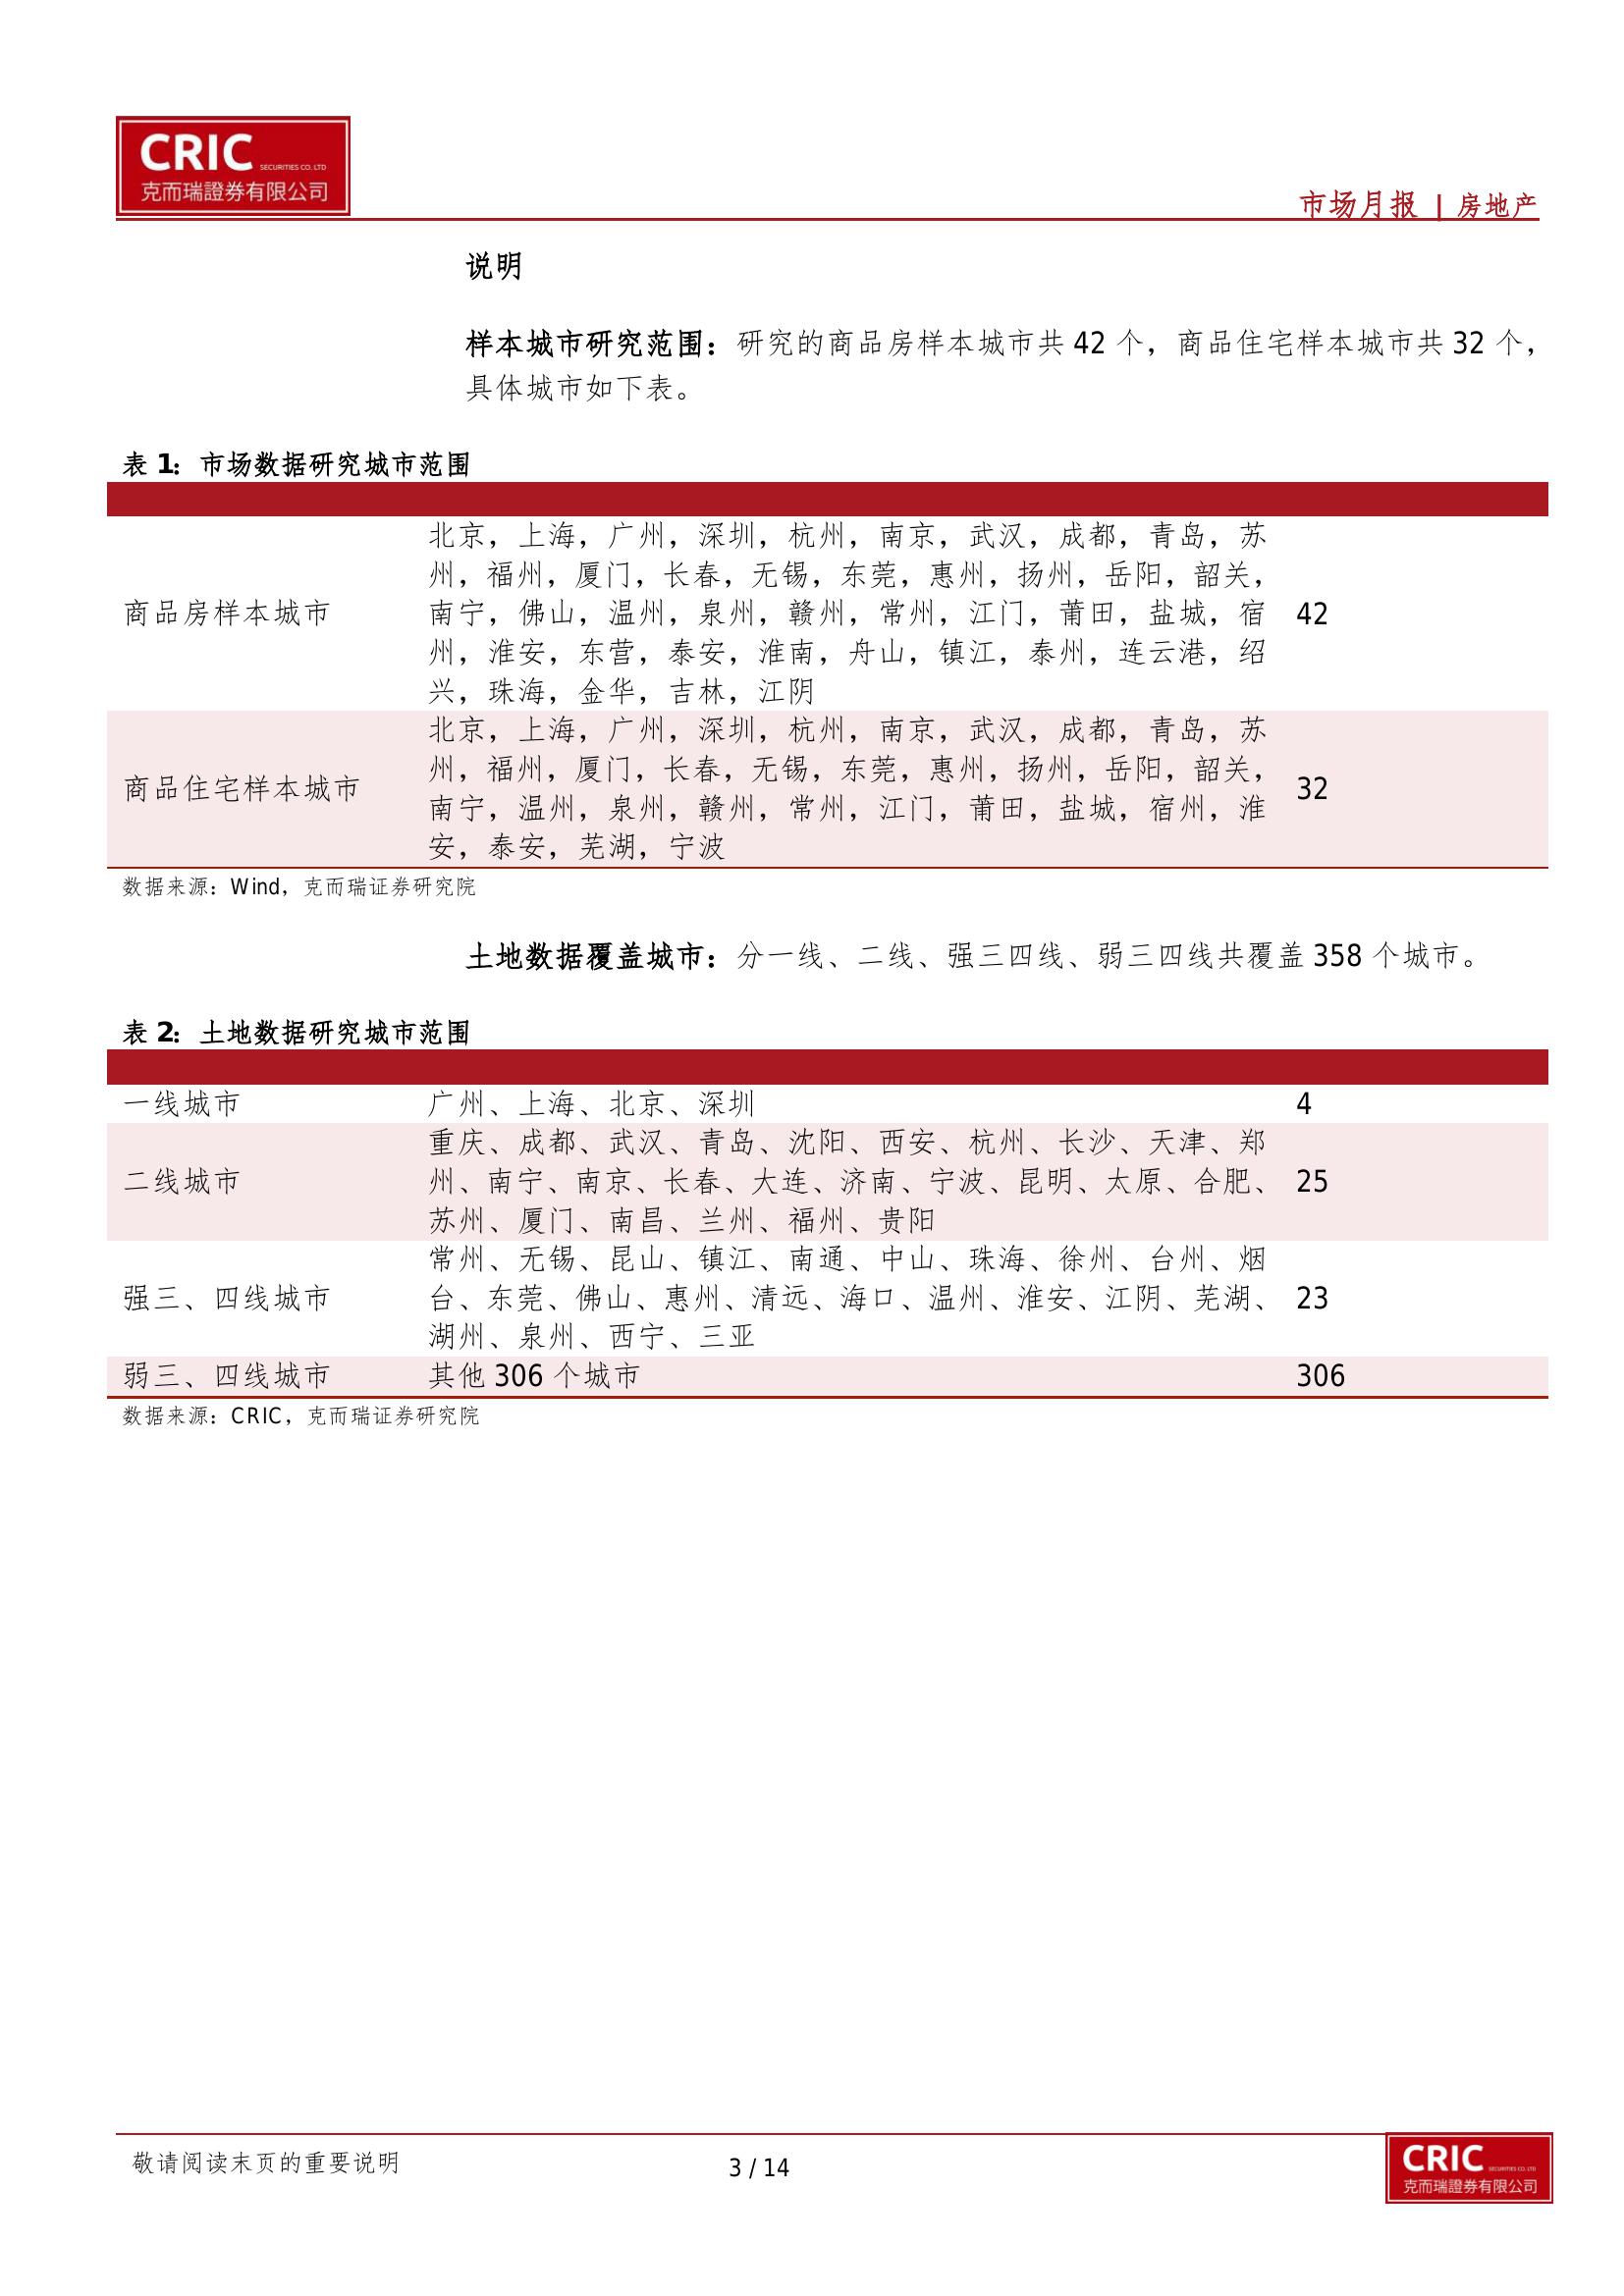 CRIC SECURITIES CO. LTD
克而瑞證券有限公司
市场月报 | 房地产
说明
样本城市研究范围：研究的商品房样本城市共 42 个，商品住宅样本城市共 32 个，
具体城市如下表。
表 1：市场数据研究城市范围
商品房样本城市
北京，上海，广州，深圳，杭州，南京，武汉，成都，青岛，苏
州，福州，厦门，长春，无锡，东莞，惠州，扬州，岳阳，韶关，
南宁，佛山，温州，泉州，赣州，常州，江门，莆田，盐城，宿
州，淮安，东营，泰安，淮南，舟山，镇江，泰州，连云港，绍
兴，珠海，金华，吉林，江阴
42
商品住宅样本城市
北京，上海，广州，深圳，杭州，南京，武汉，成都，青岛，苏
州，福州，厦门，长春，无锡，东莞，惠州，扬州，岳阳，韶关，
南宁，温州，泉州，赣州，常州，江门，莆田，盐城，宿州，淮
安，泰安，芜湖，宁波
32
数据来源：Wind，克而瑞证券研究院
土地数据覆盖城市：分一线、二线、强三四线、弱三四线共覆盖 358 个城市。
表 2：土地数据研究城市范围
一线城市 广州、上海、北京、深圳 4
二线城市
重庆、成都、武汉、青岛、沈阳、西安、杭州、长沙、天津、郑
州、南宁、南京、长春、大连、济南、宁波、昆明、太原、合肥、
苏州、厦门、南昌、兰州、福州、贵阳
25
强三、四线城市
常州、无锡、昆山、镇江、南通、中山、珠海、徐州、台州、烟
台、东莞、佛山、惠州、清远、海口、温州、淮安、江阴、芜湖、
湖州、泉州、西宁、三亚
23
弱三、四线城市 其他 306 个城市 306
数据来源：CRIC，克而瑞证券研究院
敬请阅读末页的重要说明
3 / 14
CRIC SECURITIES CO. LTD
克而瑞證券有限公司